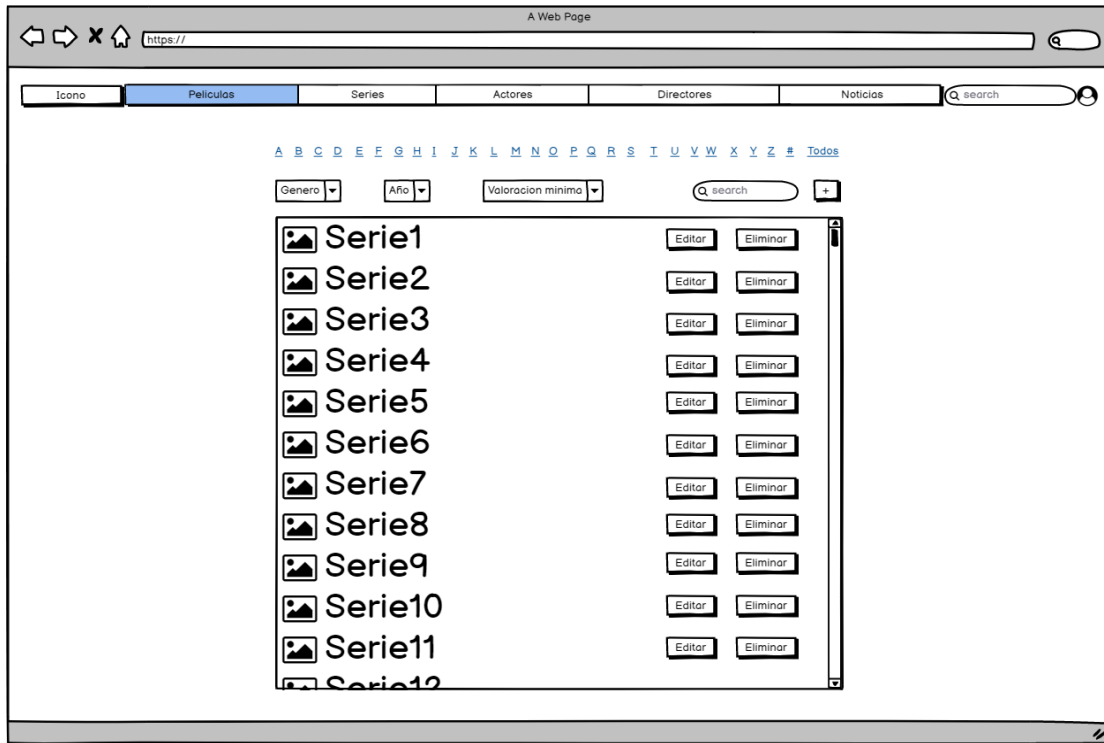 A Web Page
https://
Icono Peliculas Series Actores Directores Noticias search
A B C D E F G H I J K L M N O P Q R S T U V W X Y Z # Todos
Genero Año Valoracion minima search +
Serie1 Editar Eliminar
Serie2 Editar Eliminar
Serie3 Editar Eliminar
Serie4 Editar Eliminar
Serie5 Editar Eliminar
Serie6 Editar Eliminar
Serie7 Editar Eliminar
Serie8 Editar Eliminar
Serie9 Editar Eliminar
Serie10 Editar Eliminar
Serie11 Editar Eliminar
Serie12